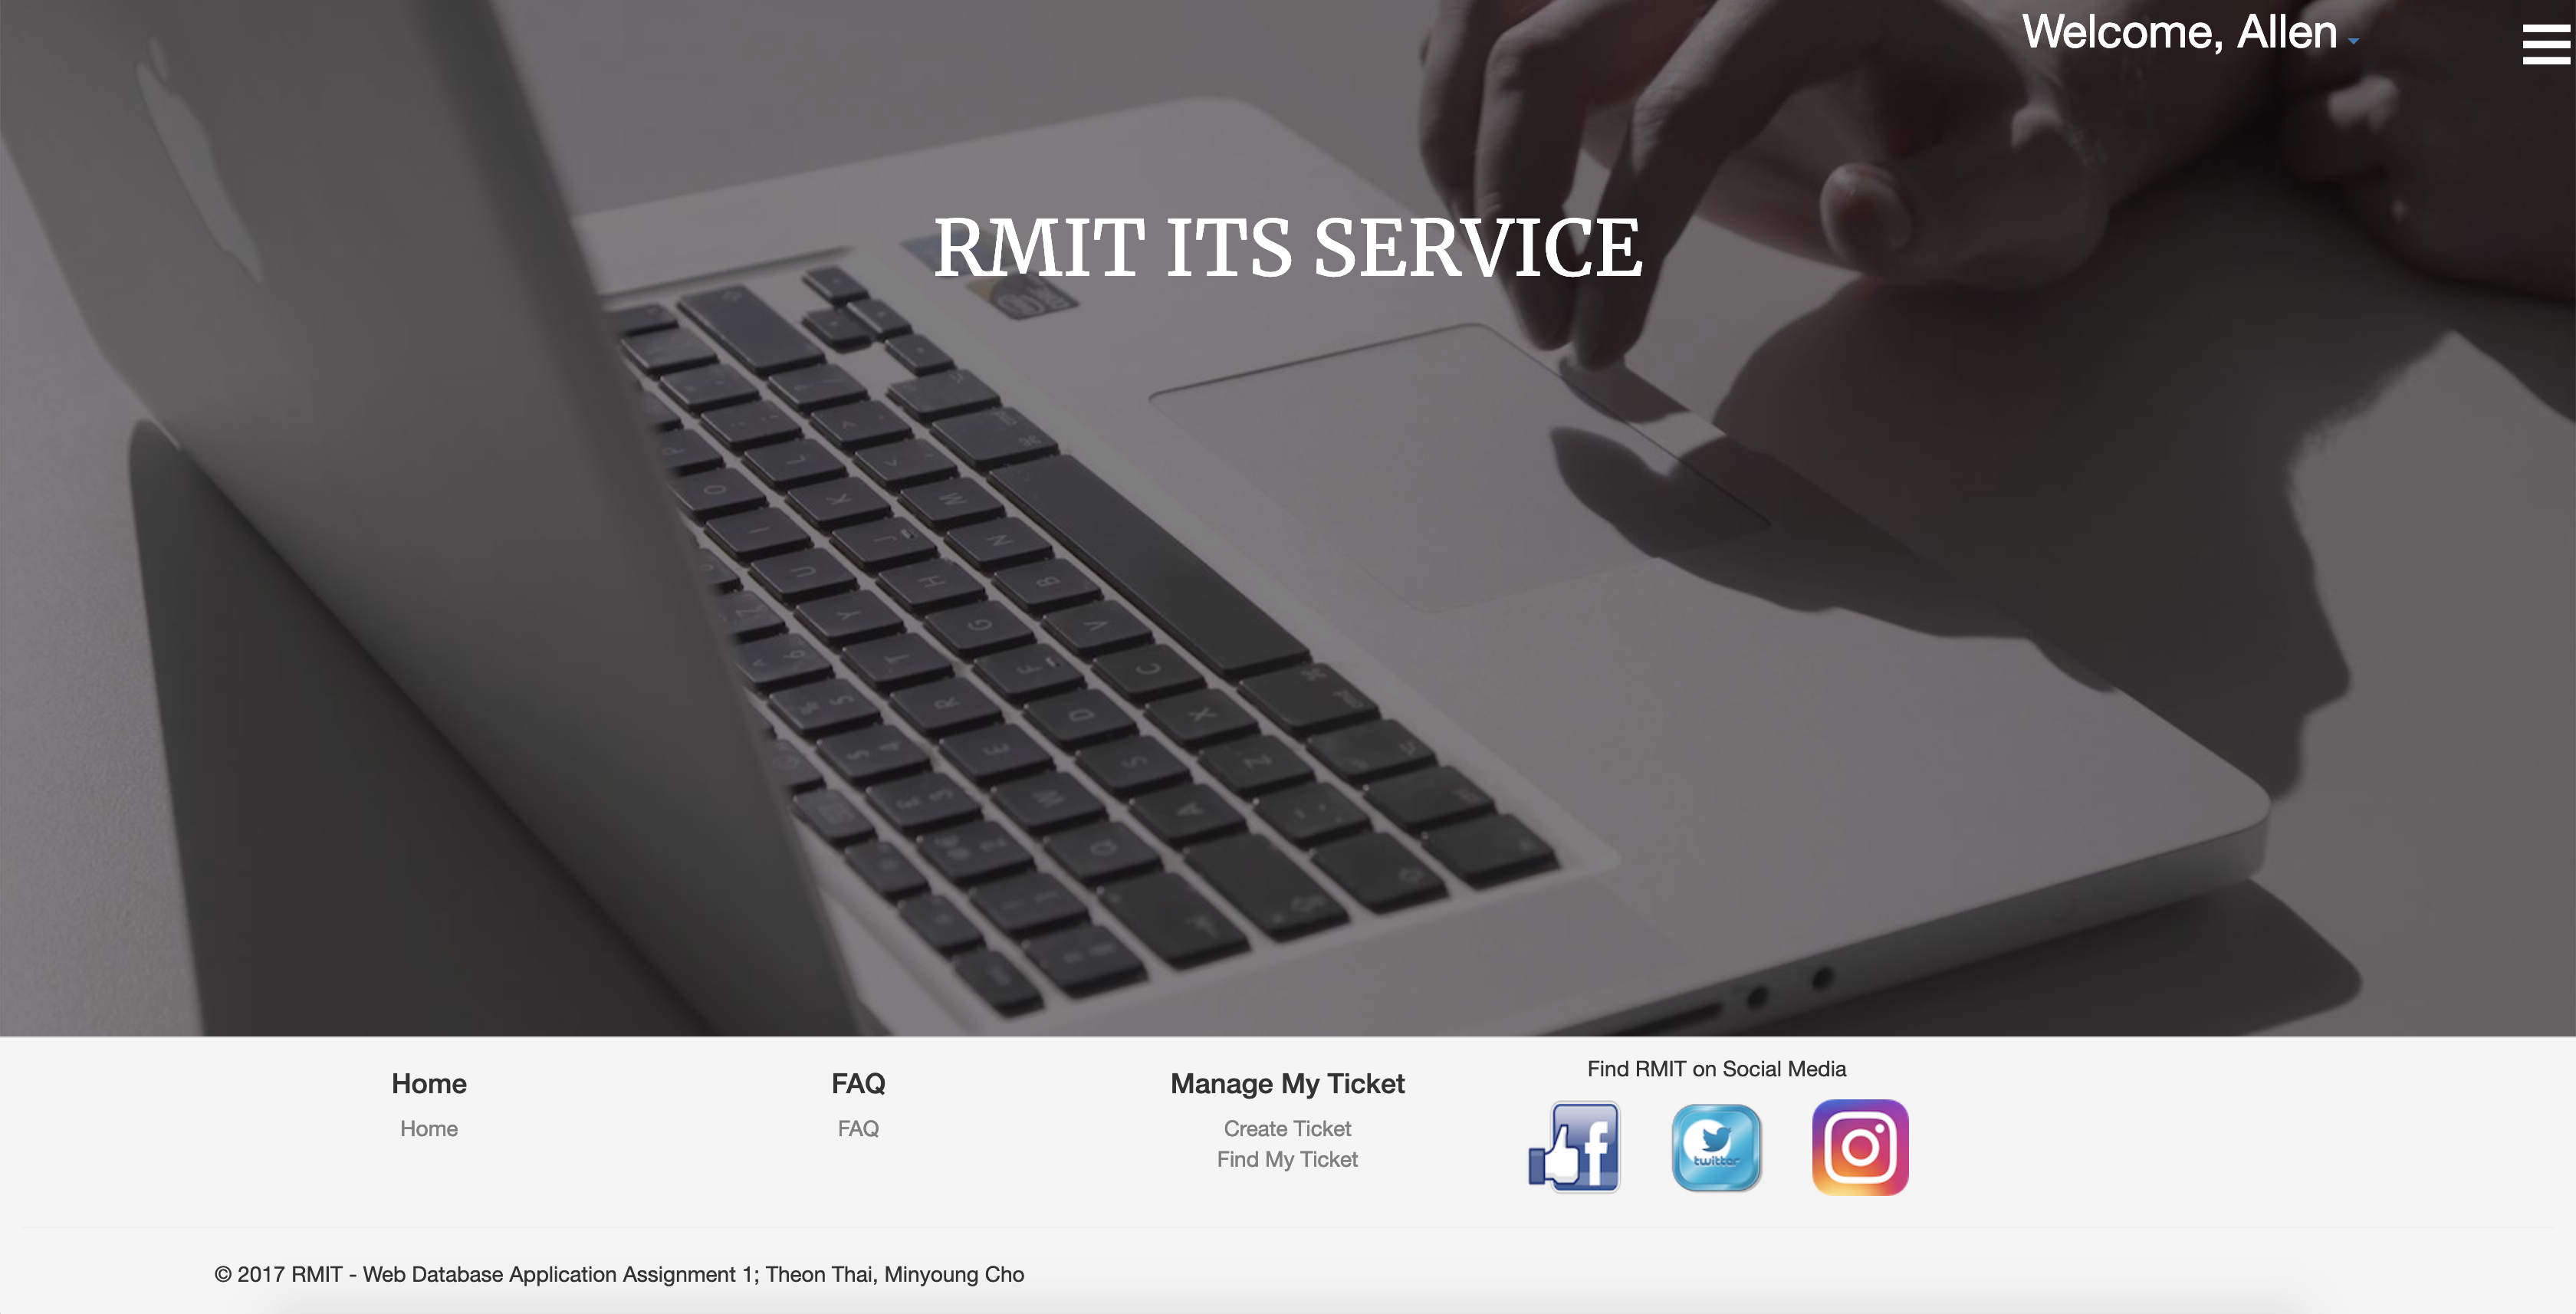 Welcome, Allen
RMIT ITS SERVICE
Home
Home
FAQ
FAQ
Manage My Ticket
Create Ticket
Find My Ticket
Find RMIT on Social Media
f
twitter
© 2017 RMIT - Web Database Application Assignment 1; Theon Thai, Minyoung Cho